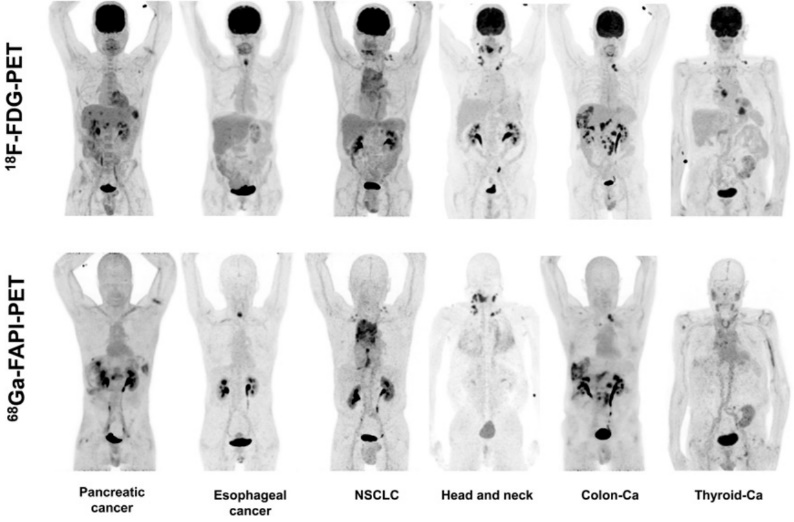 ¹⁸F-FDG-PET
⁶⁸Ga-FAPI-PET
Pancreatic
cancer
Esophageal
cancer
NSCLC
Head and neck
Colon-Ca
Thyroid-Ca